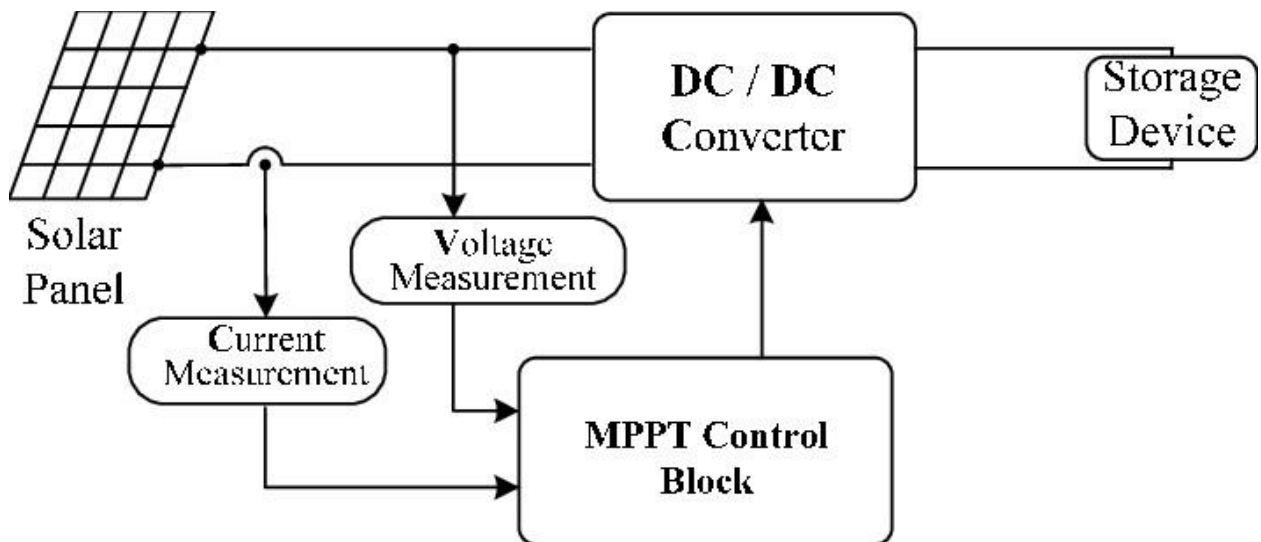 DC / DC
Converter
Storage
Device
Solar
Panel
Voltage
Measurement
Current
Measurement
MPPT Control
Block